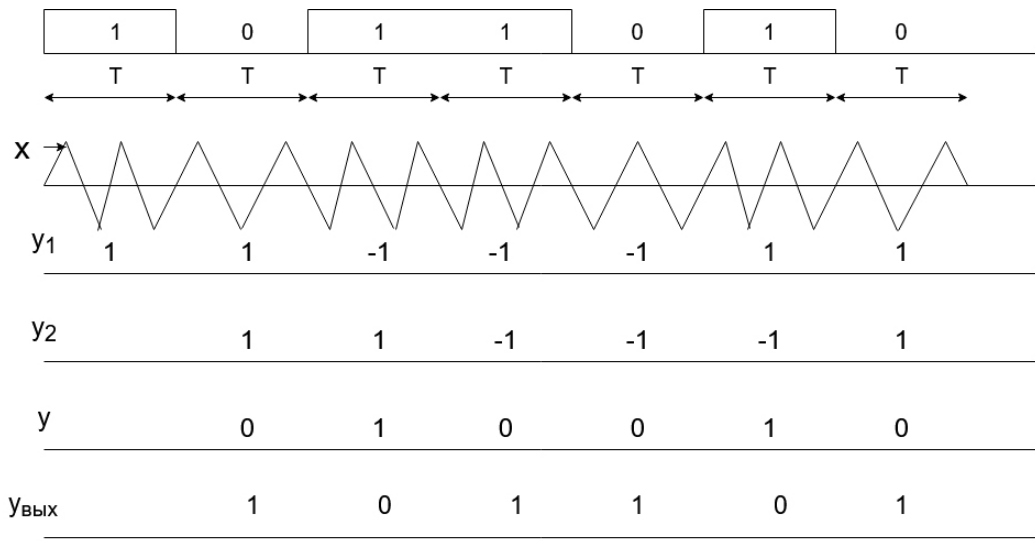 1 0 1 1 0 1 0
T T T T T T T
x
y1 1 1 -1 -1 -1 1 1
y2 1 1 -1 -1 -1 1
y 0 1 0 0 1 0
yвых 1 0 1 1 0 1